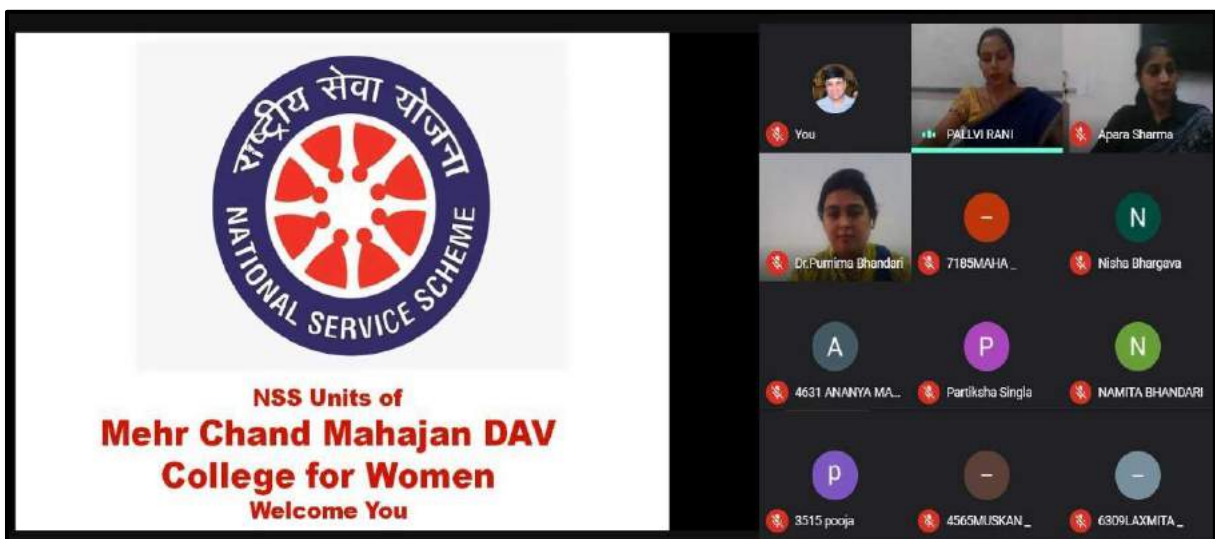 राष्ट्रीय सेवा योजना
NATIONAL SERVICE SCHEME
NSS Units of
Mehr Chand Mahajan DAV
College for Women
Welcome You
You
PALLVI RANI
Apara Sharma
Dr.Purnima Bhandari
–
7185MAHA_
N
Nisha Bhargava
A
4631 ANANYA MA...
P
Partiksha Singla
N
NAMITA BHANDARI
p
3515 pooja
–
4565MUSKAN_
–
6309LAXMITA_